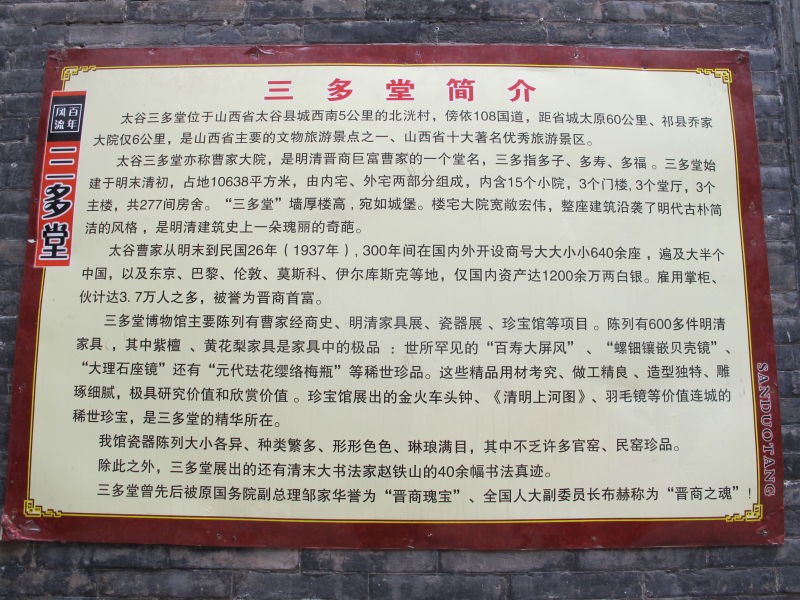 三多堂简介
太谷三多堂位于山西省太谷县城西南5公里的北洸村，傍依108国道，距省城太原60公里、祁县乔家
大院仅6公里，是山西省主要的文物旅游景点之一、山西省十大著名优秀旅游景区。
太谷三多堂亦称曹家大院，是明清晋商巨富曹家的一个堂名，三多指多子、多寿、多福 。三多堂始
建于明末清初，占地10638平方米，由内宅、外宅两部分组成，内含15个小院，3个门楼, 3个堂厅，3个
主楼，共277间房舍。“三多堂”墙厚楼高 , 宛如城堡。楼宅大院宽敞宏伟，整座建筑沿袭了明代古朴简
洁的风格 ，是明清建筑史上一朵瑰丽的奇葩。
太谷曹家从明末到民国26年（ 1937年）, 300年间在国内外开设商号大大小小640余座 ，遍及大半个
中国，以及东京、巴黎、伦敦、莫斯科、伊尔库斯克等地，仅国内资产达1200余万两白银。雇用掌柜、
伙计达3. 7万人之多，被誉为晋商首富。
三多堂博物馆主要陈列有曹家经商史、明清家具展、瓷器展 、珍宝馆等项目 。陈列有600多件明清
家具 ，其中紫檀 、黄花梨家具是家具中的极品 ：世所罕见的“百寿大屏风” 、“螺钿镶嵌贝壳镜”、
“大理石座镜”还有“元代珐花缨络梅瓶”等稀世珍品。这些精品用材考究、做工精良 、造型独特、雕
琢细腻，极具研究价值和欣赏价值 。珍宝馆展出的金火车头钟、《清明上河图》、羽毛镜等价值连城的
稀世珍宝，是三多堂的精华所在。
我馆瓷器陈列大小各异、种类繁多、形形色色、琳琅满目，其中不乏许多官窑、民窑珍品。
除此之外，三多堂展出的还有清末大书法家赵铁山的40余幅书法真迹。
三多堂曾先后被原国务院副总理邹家华誉为“晋商瑰宝”、全国人大副委员长布赫称为“晋商之魂”！
百年
风流
三多堂
SANDUOTANG